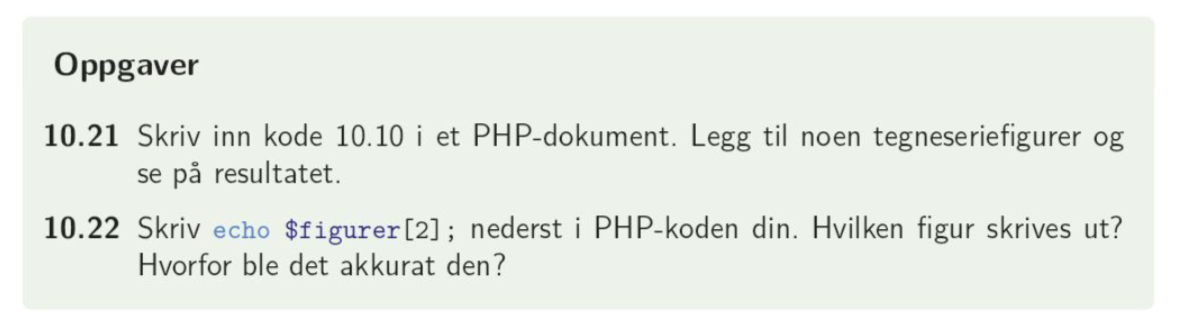 Oppgaver
10.21 Skriv inn kode 10.10 i et PHP-dokument. Legg til noen tegneseriefigurer og
se på resultatet.
10.22 Skriv echo $figurer[2]; nederst i PHP-koden din. Hvilken figur skrives ut?
Hvorfor ble det akkurat den?